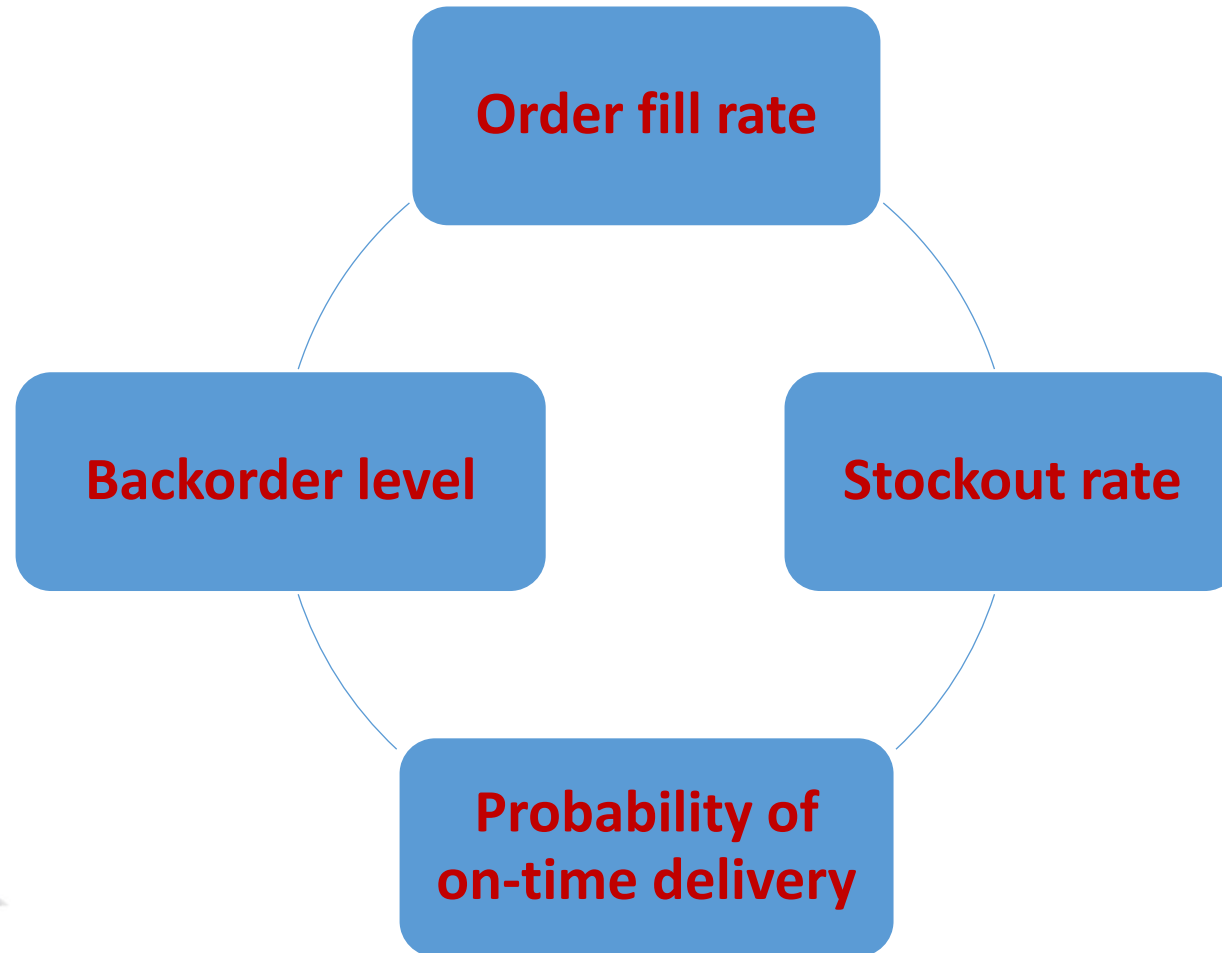 Order fill rate
Backorder level
Stockout rate
Probability of
on-time delivery